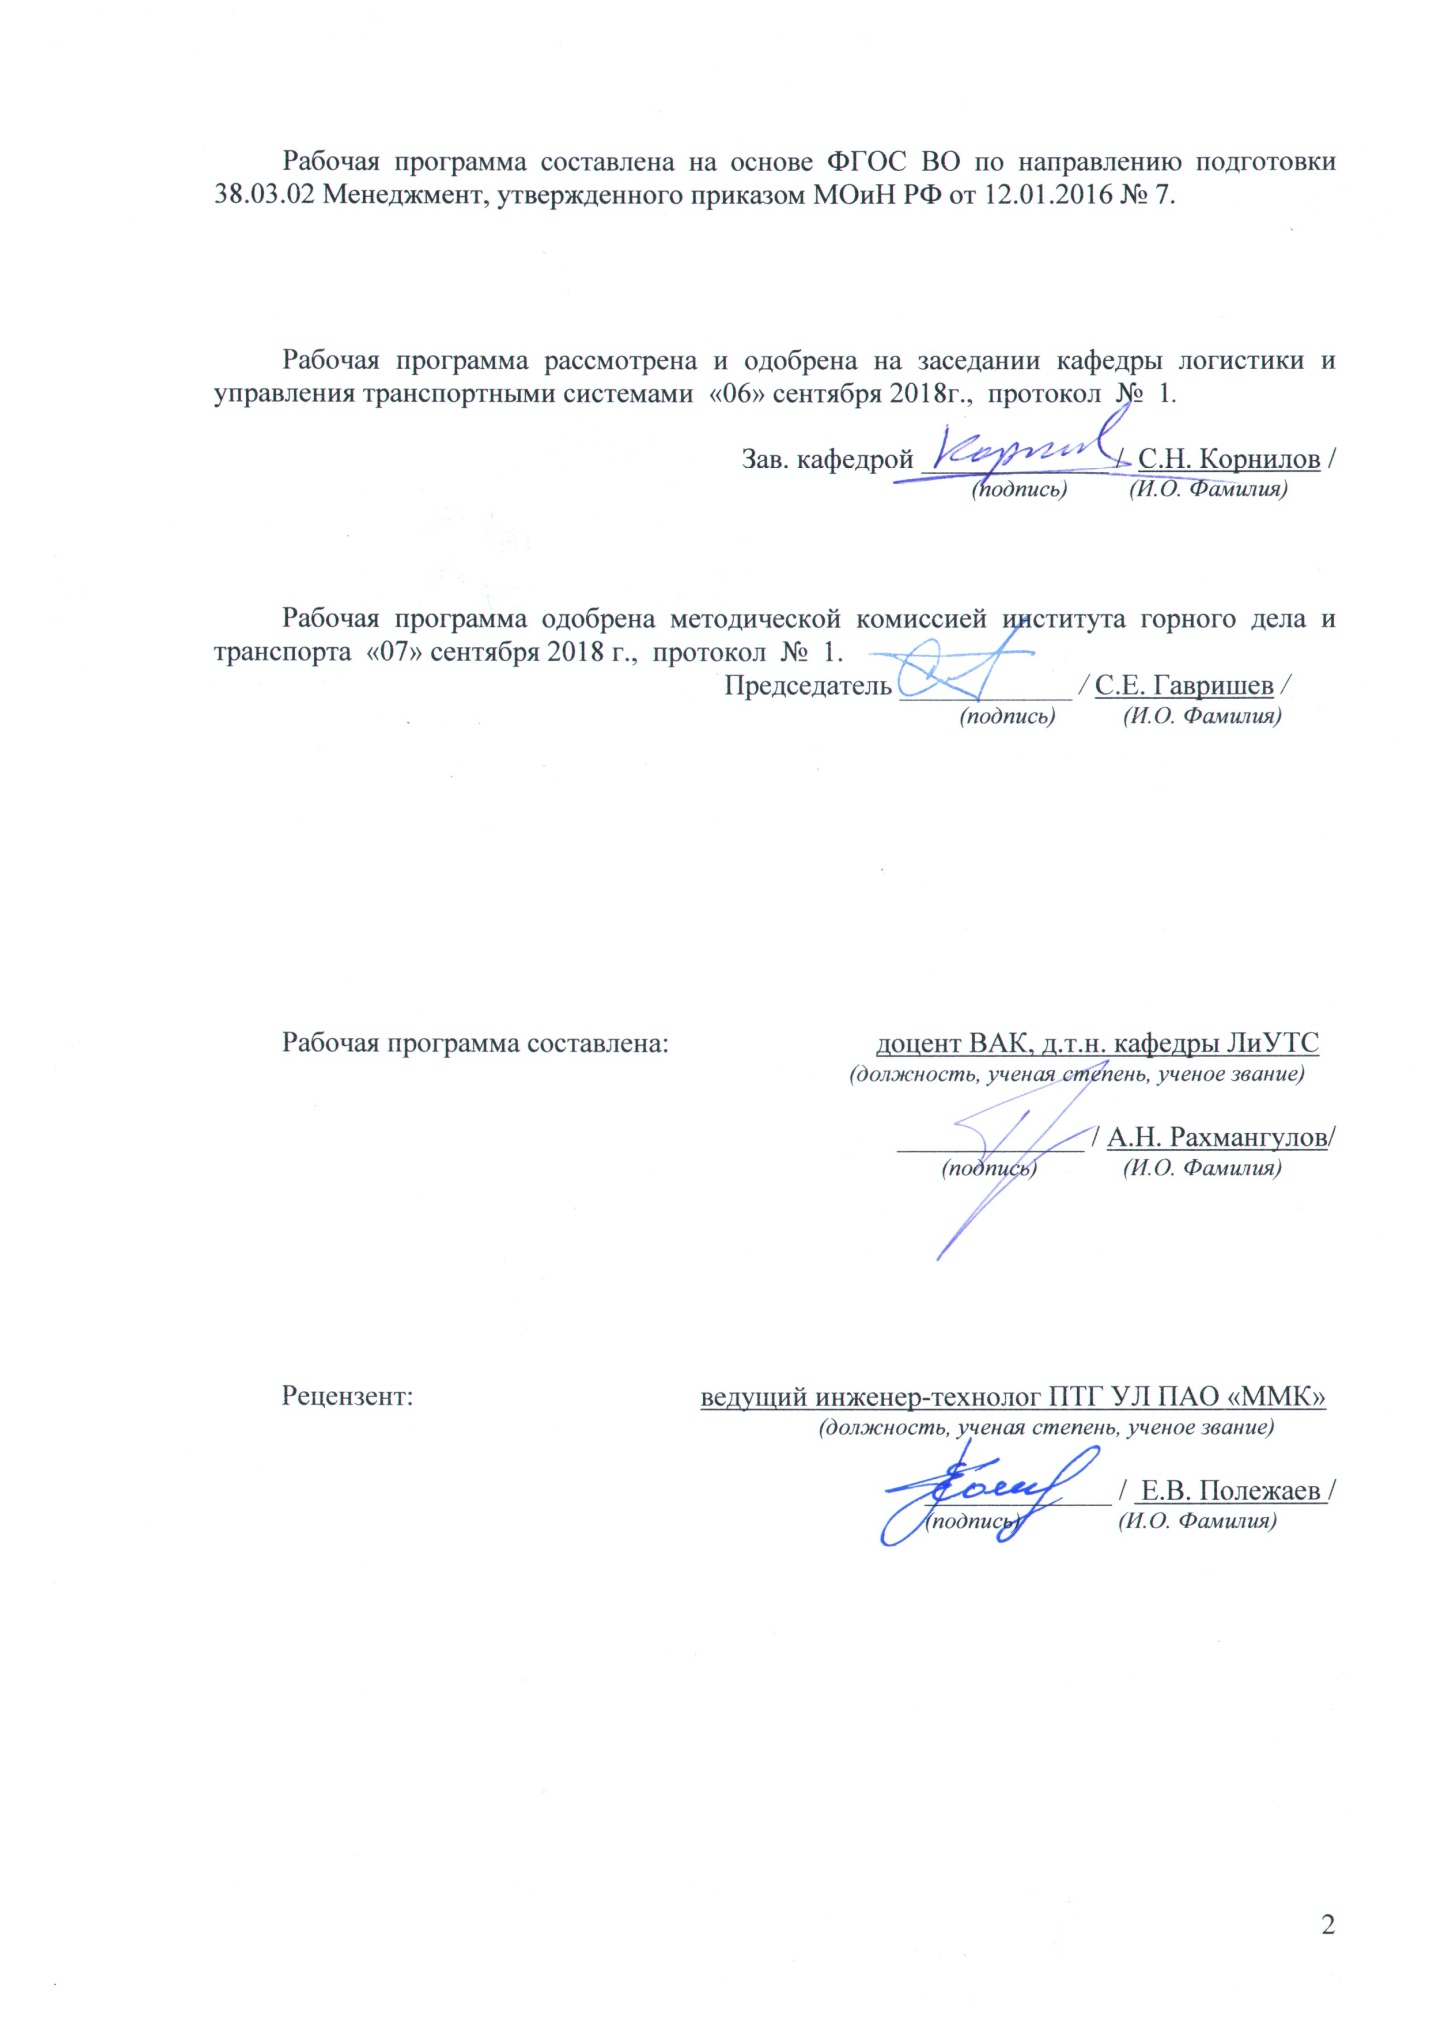 Рабочая программа составлена на основе ФГОС ВО по направлению подготовки
38.03.02 Менеджмент, утвержденного приказом МОиН РФ от 12.01.2016 № 7.
Рабочая программа рассмотрена и одобрена на заседании кафедры логистики и
управления транспортными системами «06» сентября 2018г., протокол № 1.
Зав. кафедрой _____________ / С.Н. Корнилов /
(подпись) (И.О. Фамилия)
Рабочая программа одобрена методической комиссией института горного дела и
транспорта «07» сентября 2018 г., протокол № 1.
Председатель ____________ / С.Е. Гавришев /
(подпись) (И.О. Фамилия)
Рабочая программа составлена: доцент ВАК, д.т.н. кафедры ЛиУТС
(должность, ученая степень, ученое звание)
_____________ / А.Н. Рахмангулов/
(подпись) (И.О. Фамилия)
Рецензент: ведущий инженер-технолог ПТГ УЛ ПАО «ММК»
(должность, ученая степень, ученое звание)
_____________ / Е.В. Полежаев /
(подпись) (И.О. Фамилия)
2